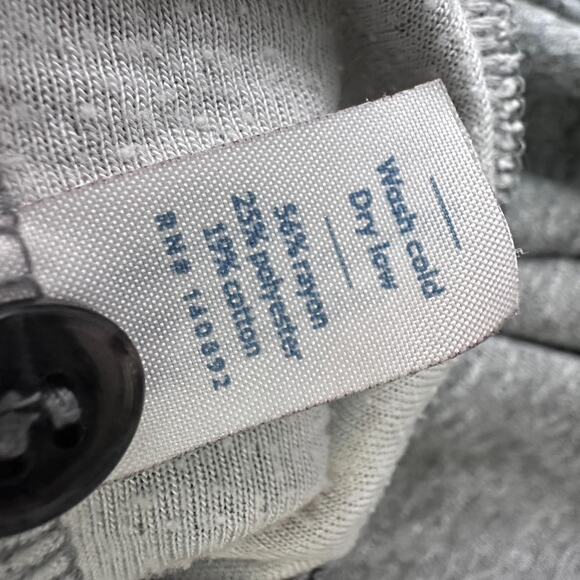 Wash cold
Dry low
56% rayon
25% polyester
19% cotton
RN# 140892